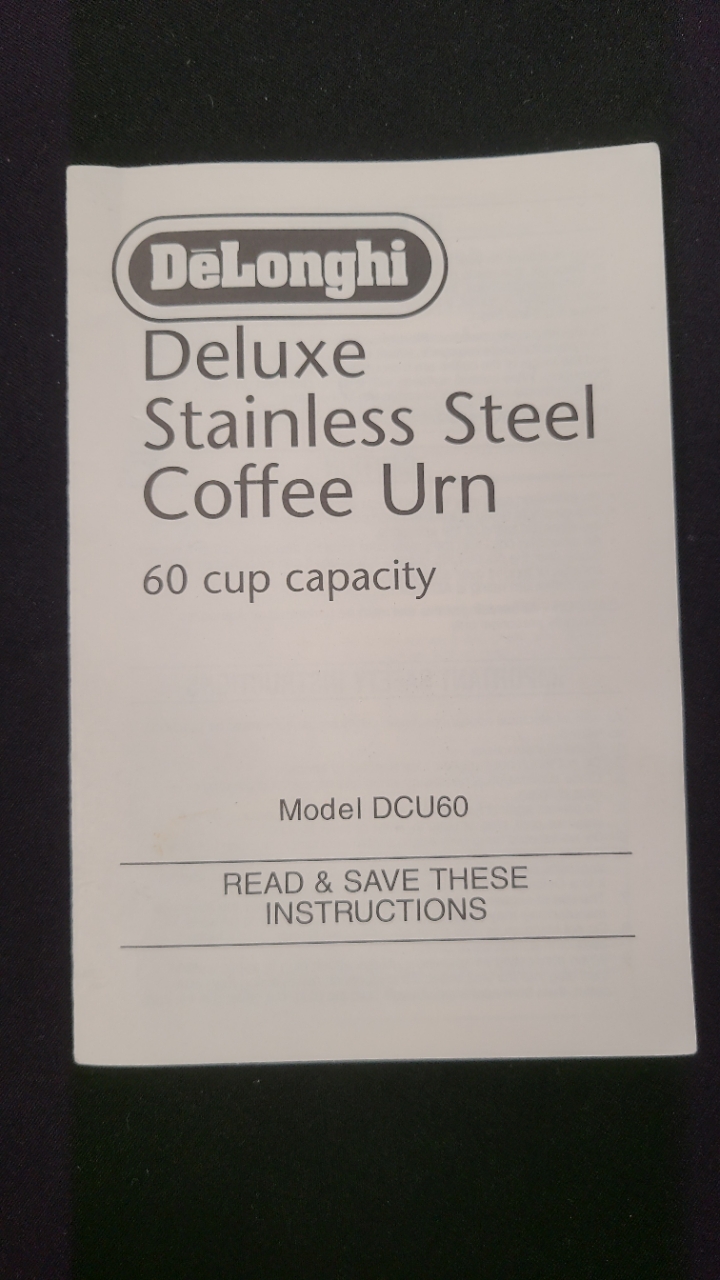 DēLonghi
Deluxe
Stainless Steel
Coffee Urn
60 cup capacity
Model DCU60
READ & SAVE THESE
INSTRUCTIONS